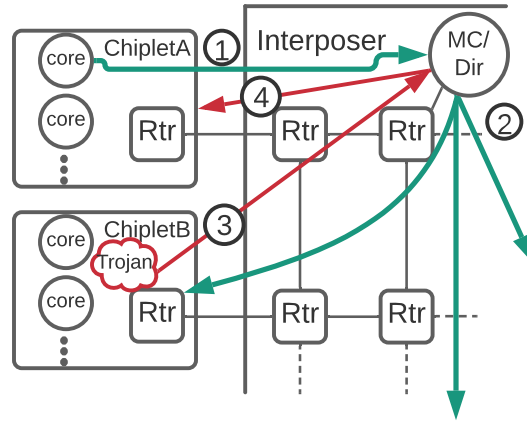 core
ChipletA
1
Interposer
MC/
Dir
4
core
Rtr
Rtr
Rtr
2
core
ChipletB
3
Trojan
core
Rtr
Rtr
Rtr